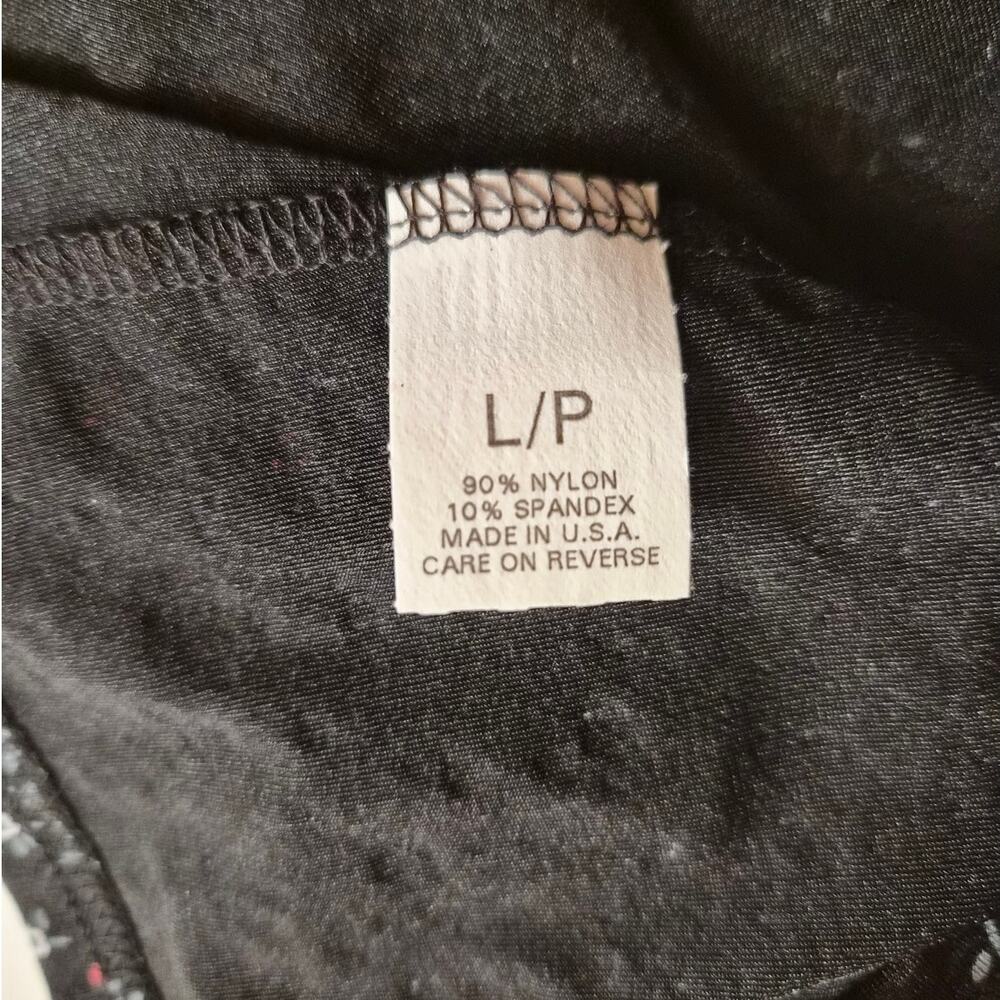 L/P
90% NYLON
10% SPANDEX
MADE IN U.S.A.
CARE ON REVERSE